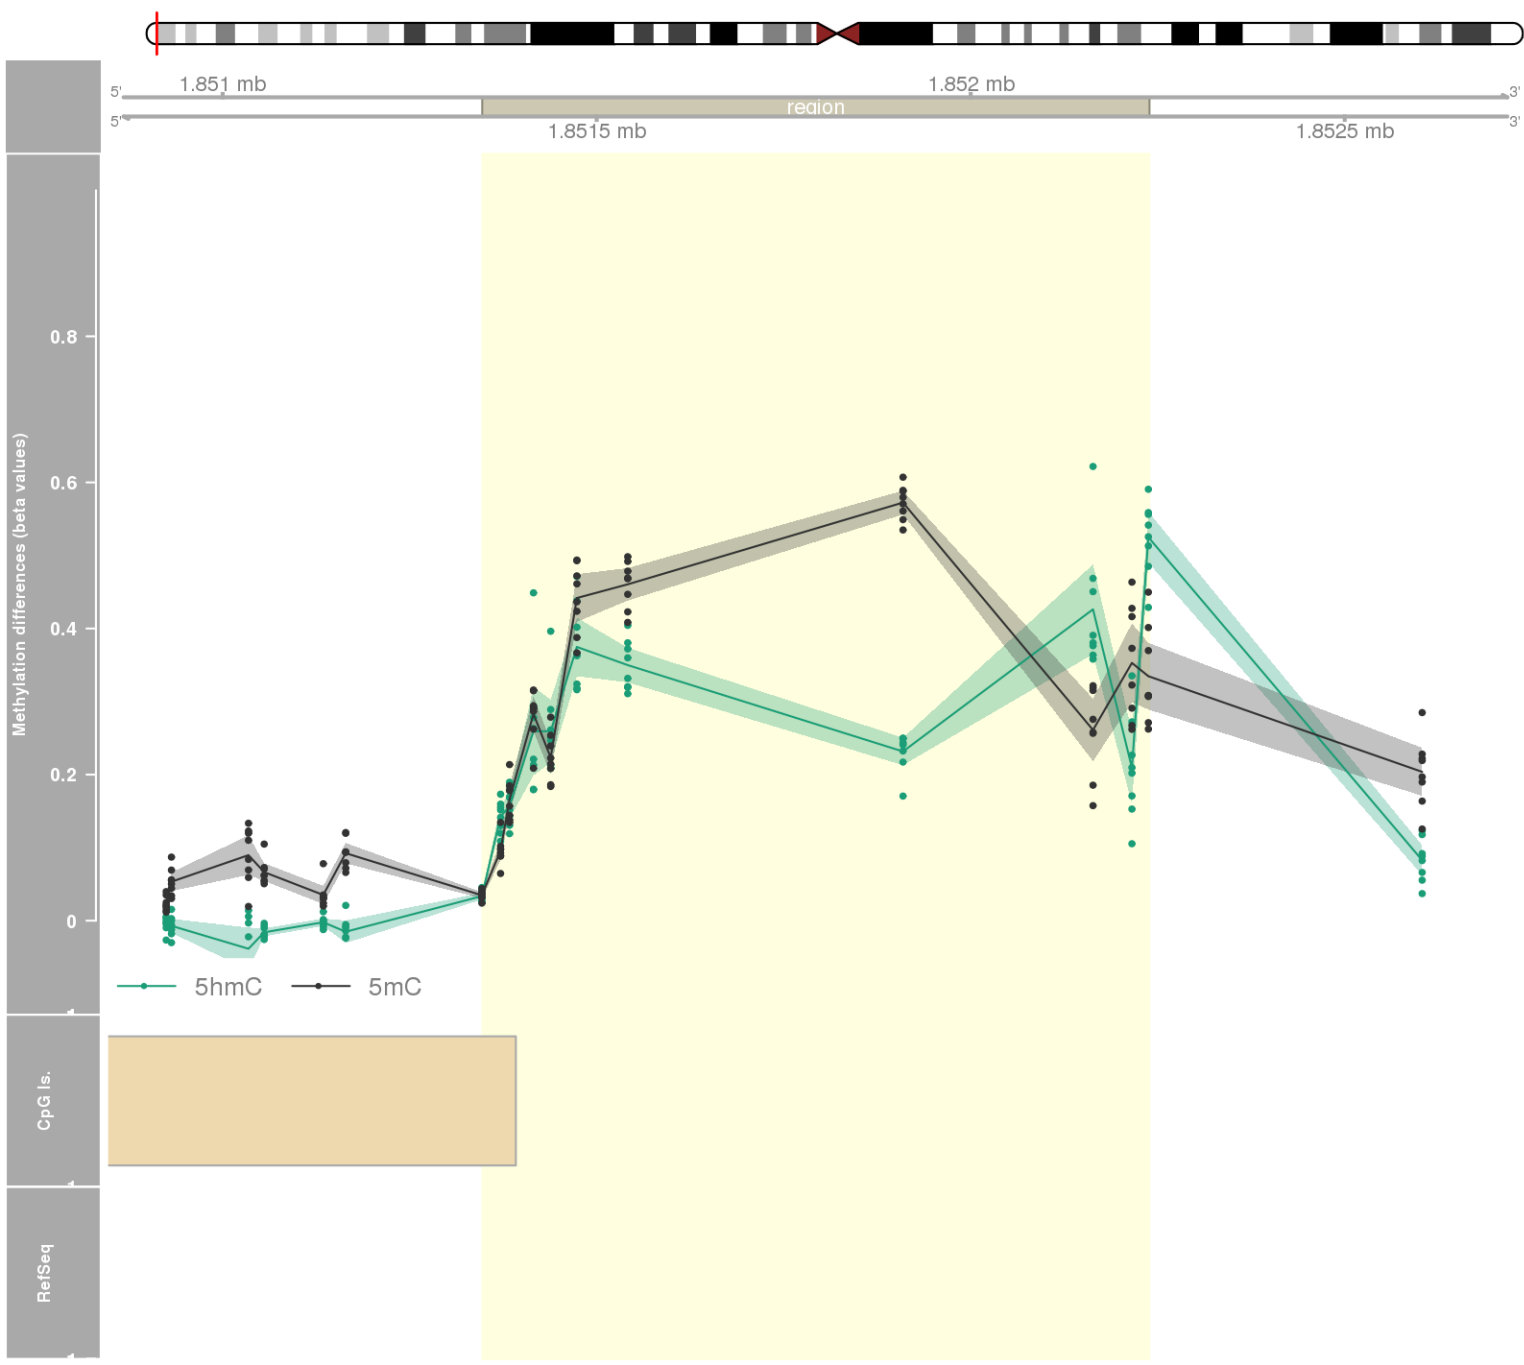 1.851 mb
1.852 mb
5'
3'
region
5'
3'
1.8515 mb
1.8525 mb
Methylation differences (beta values)
0.8
0.6
0.4
0.2
0
5hmC
5mC
CpG Is.
RefSeq